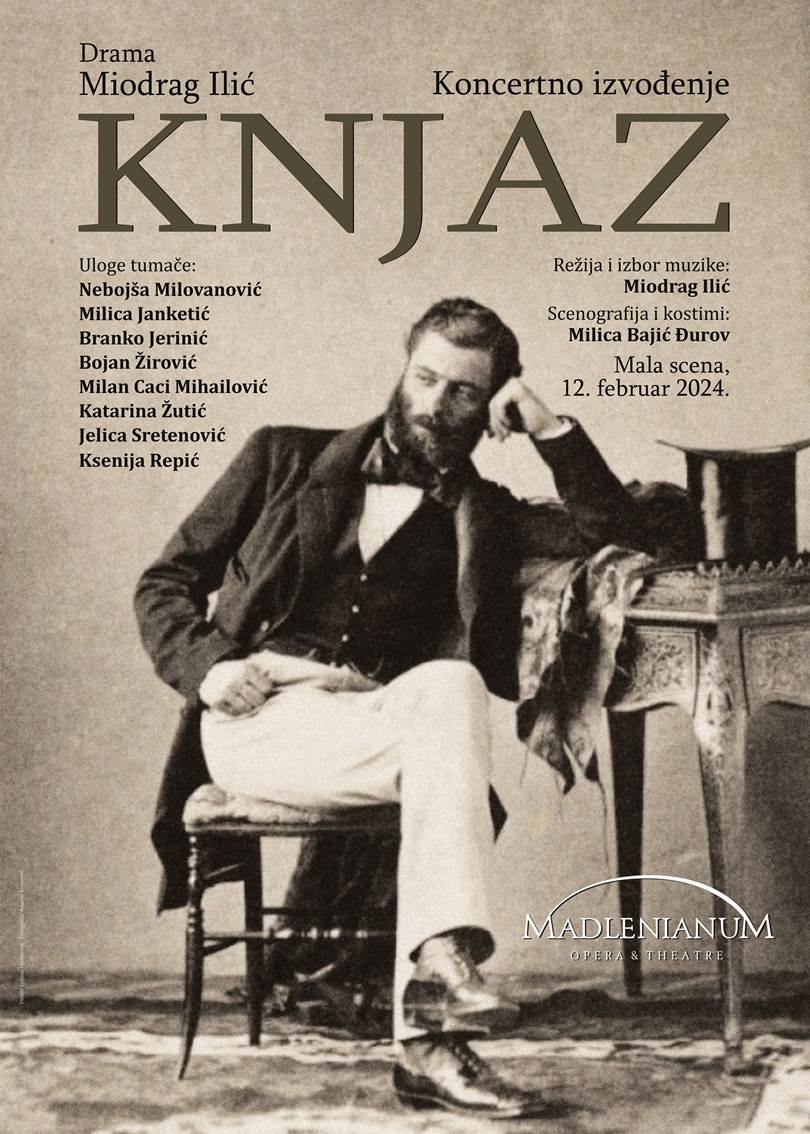 Drama
Miodrag Ilić
Koncertno izvođenje
KNJAZ
Uloge tumače:
Nebojša Milovanović
Milica Janketić
Branko Jerinić
Bojan Žirović
Milan Caci Mihailović
Katarina Žutić
Jelica Sretenović
Ksenija Repić
Režija i izbor muzike:
Miodrag Ilić
Scenografija i kostimi:
Milica Bajić Đurov
Mala scena,
12. februar 2024.
MADLENIANUM
OPERA & THEATRE